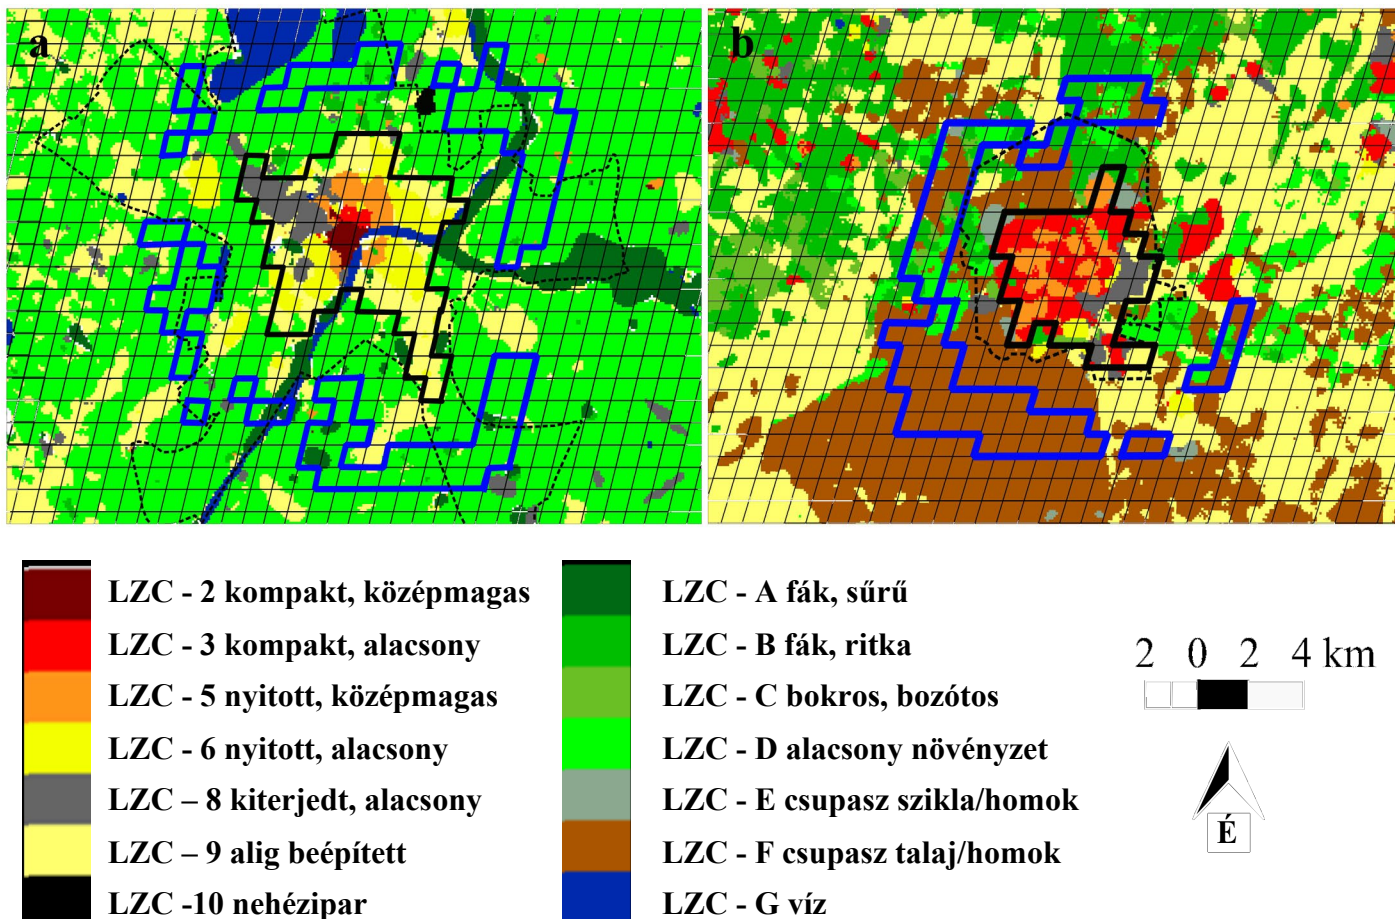 a
b
LZC - 2 kompakt, középmagas
LZC - 3 kompakt, alacsony
LZC - 5 nyitott, középmagas
LZC - 6 nyitott, alacsony
LZC – 8 kiterjedt, alacsony
LZC – 9 alig beépített
LZC -10 nehézipar
LZC - A fák, sűrű
LZC - B fák, ritka
LZC - C bokros, bozótos
LZC - D alacsony növényzet
LZC - E csupasz szikla/homok
LZC - F csupasz talaj/homok
LZC - G víz
2 0 2 4 km
É